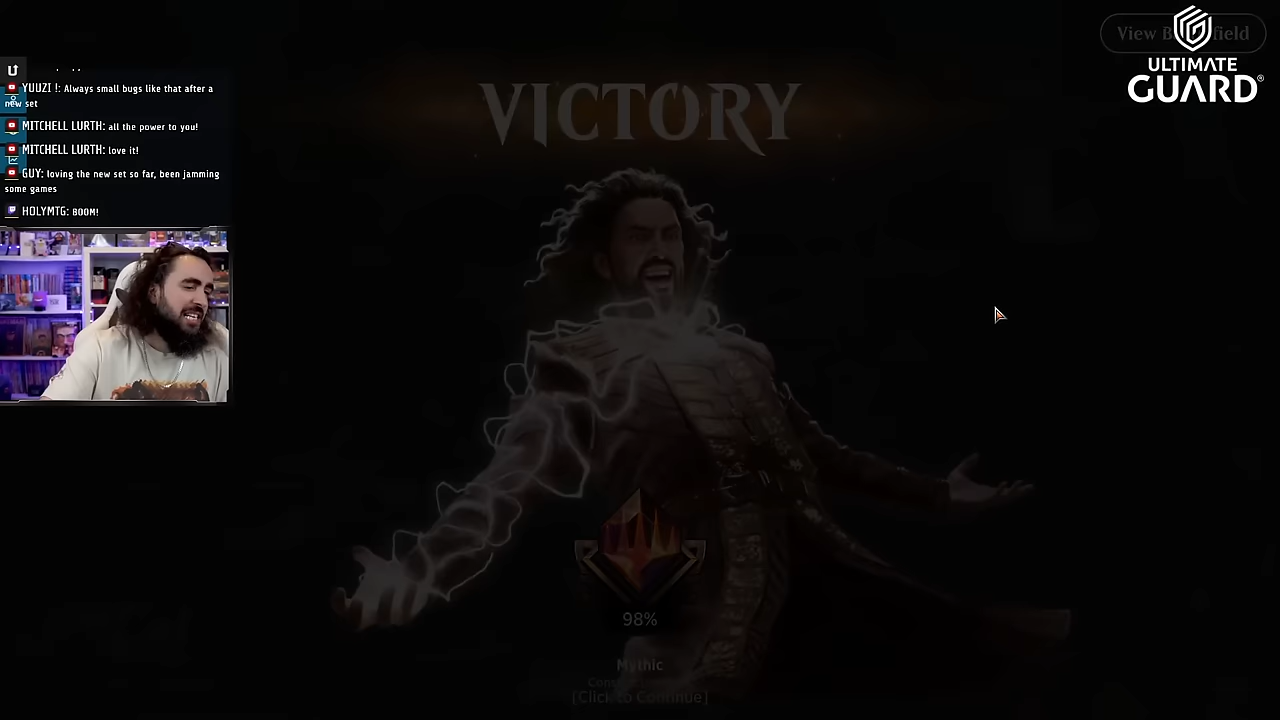 View B field
ULTIMATE
GUARD®
VICTORY
YUUZI !: Always small bugs like that after a
new set
MITCHELL LURTH: all the power to you!
MITCHELL LURTH: love it!
GUY: loving the new set so far, been jamming
some games
HOLYMTG: BOOM!
98%
Mythic
[Click to Continue]